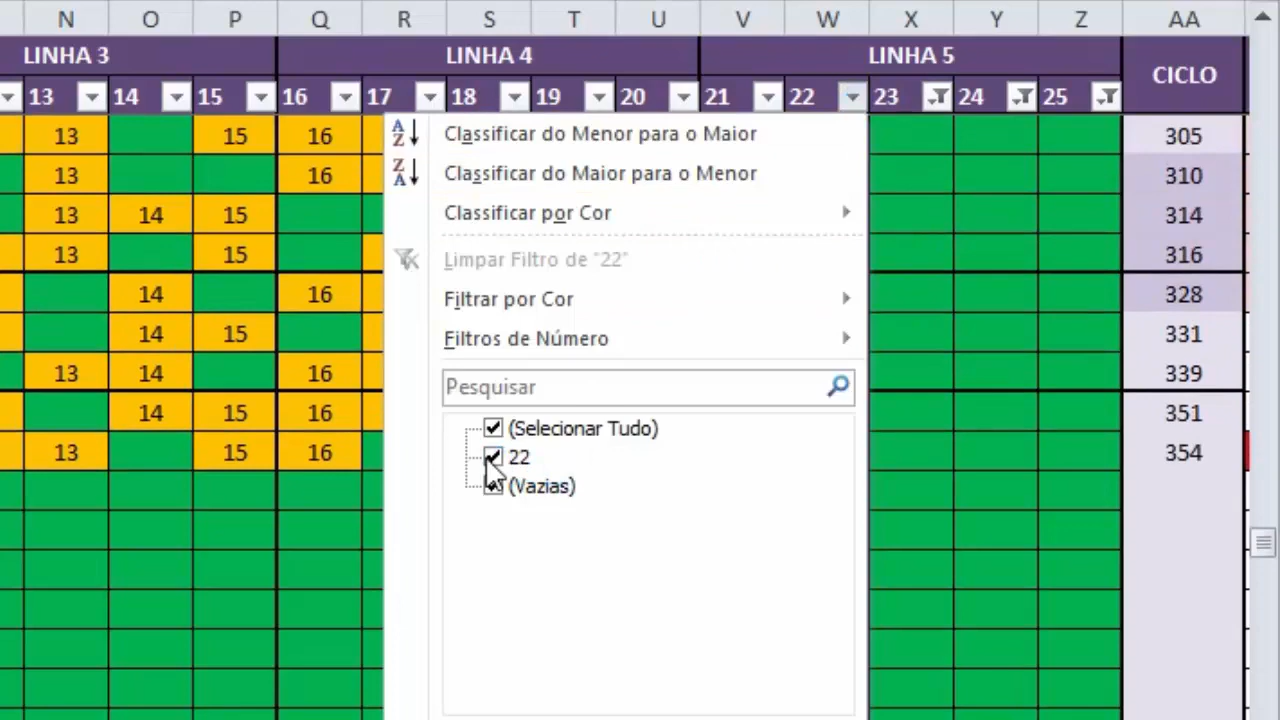 N O P Q R S T U V W X Y Z AA
LINHA 3 LINHA 4 LINHA 5 CICLO
13 14 15 16 17 18 19 20 21 22 23 24 25
13 15 16 305
13 16 310
13 14 15 314
13 15 316
14 16 328
14 15 331
13 14 16 339
14 15 16 351
13 15 16 354
Classificar do Menor para o Maior
Classificar do Maior para o Menor
Classificar por Cor
Limpar Filtro de "22"
Filtrar por Cor
Filtros de Número
Pesquisar
(Selecionar Tudo)
22
(Vazias)